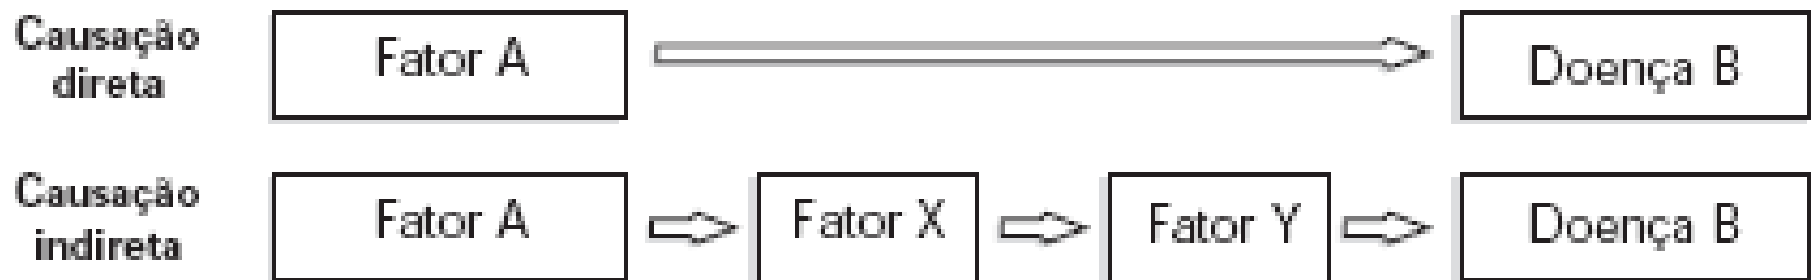 Causação
direta
Fator A
Doença B
Causação
indireta
Fator A
Fator X
Fator Y
Doença B